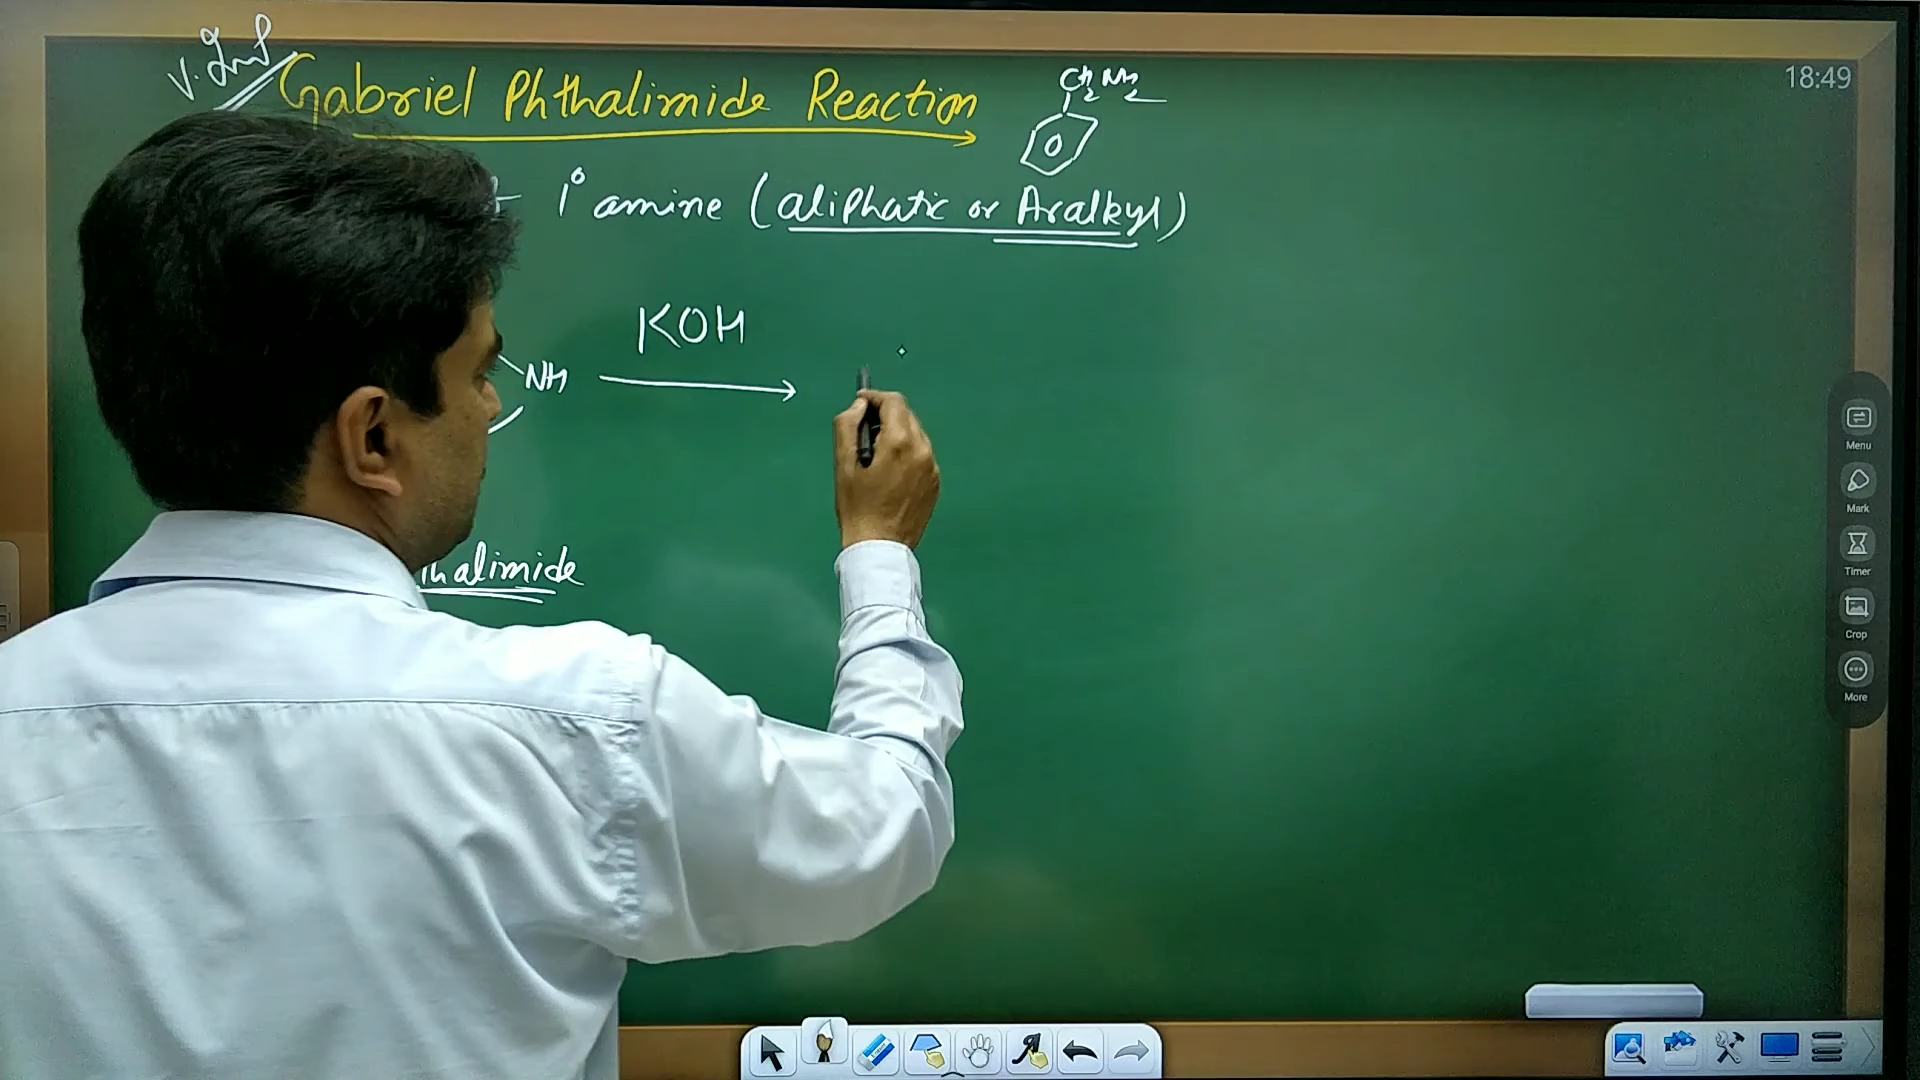 V. Imp
Gabriel Phthalimide Reaction
CH2NH2
18:49
1° amine (aliphatic or Aralkyl)
KOH
NH
thalimide
Menu
Mark
Timer
Crop
More